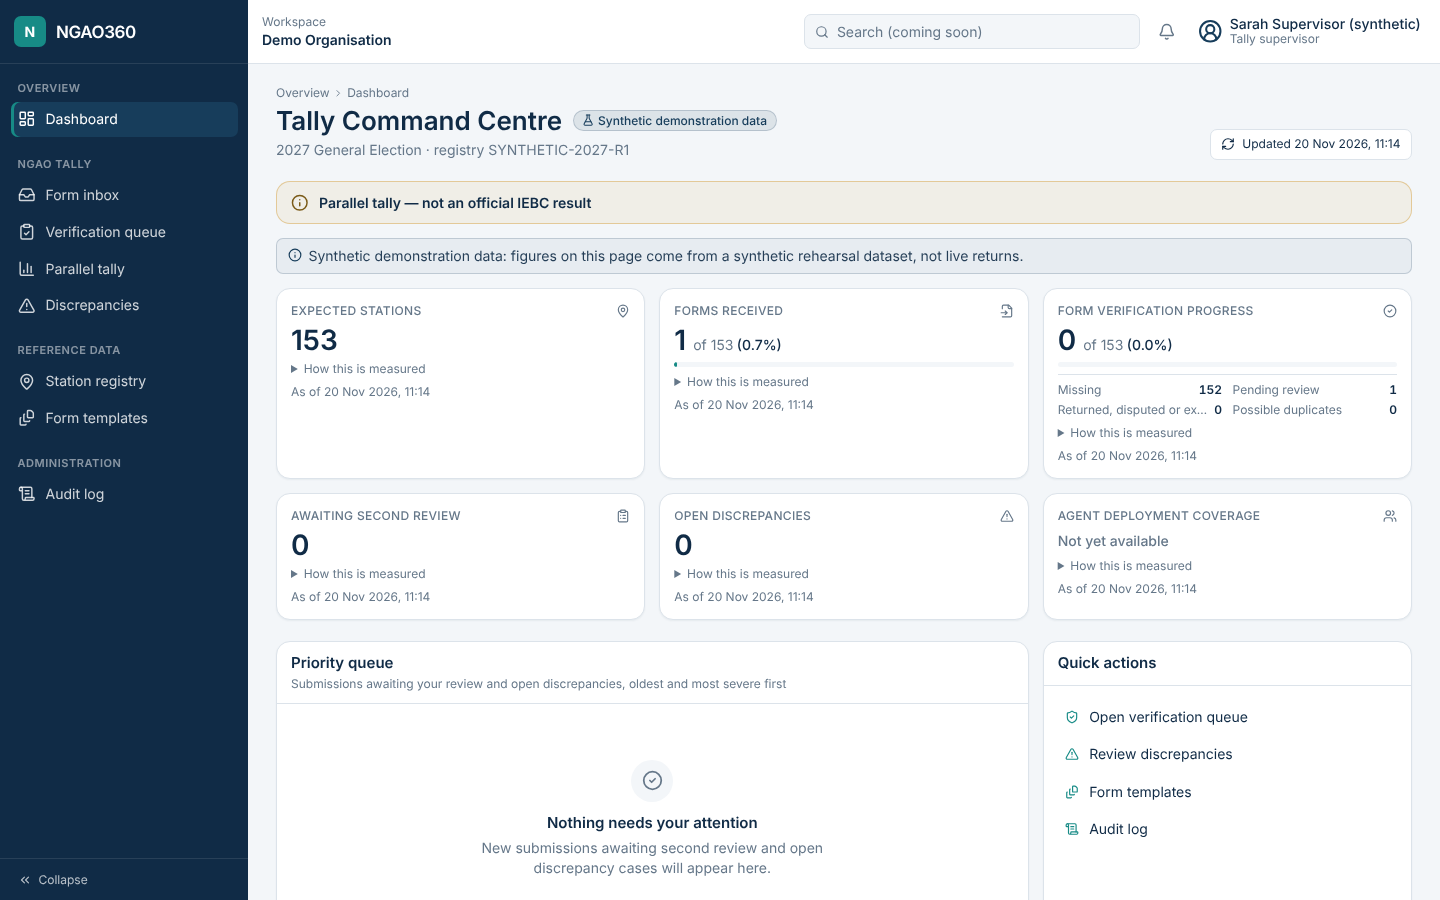 N NGAO360
OVERVIEW
Dashboard
NGAO TALLY
Form inbox
Verification queue
Parallel tally
Discrepancies
REFERENCE DATA
Station registry
Form templates
ADMINISTRATION
Audit log
Collapse
Workspace
Demo Organisation
Search (coming soon)
Sarah Supervisor (synthetic)
Tally supervisor
Overview › Dashboard
Tally Command Centre
Synthetic demonstration data
2027 General Election · registry SYNTHETIC-2027-R1
Updated 20 Nov 2026, 11:14
Parallel tally — not an official IEBC result
Synthetic demonstration data: figures on this page come from a synthetic rehearsal dataset, not live returns.
EXPECTED STATIONS
153
How this is measured
As of 20 Nov 2026, 11:14
FORMS RECEIVED
1 of 153 (0.7%)
How this is measured
As of 20 Nov 2026, 11:14
FORM VERIFICATION PROGRESS
0 of 153 (0.0%)
Missing 152 Pending review 1
Returned, disputed or ex... 0 Possible duplicates 0
How this is measured
As of 20 Nov 2026, 11:14
AWAITING SECOND REVIEW
0
How this is measured
As of 20 Nov 2026, 11:14
OPEN DISCREPANCIES
0
How this is measured
As of 20 Nov 2026, 11:14
AGENT DEPLOYMENT COVERAGE
Not yet available
How this is measured
As of 20 Nov 2026, 11:14
Priority queue
Submissions awaiting your review and open discrepancies, oldest and most severe first
Nothing needs your attention
New submissions awaiting second review and open
discrepancy cases will appear here.
Quick actions
Open verification queue
Review discrepancies
Form templates
Audit log